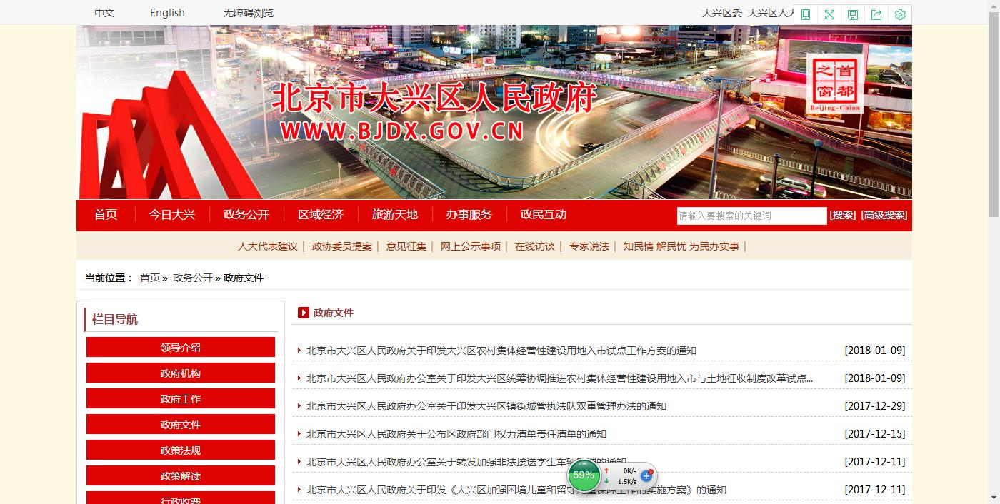 中文 English 无障碍浏览 大兴区委 大兴区人大
北京市大兴区人民政府
WWW.BJDX.GOV.CN
首都之窗
Beijing-China
首页 今日大兴 政务公开 区域经济 旅游天地 办事服务 政民互动 请输入要搜索的关键词 [搜索] [高级搜索]
人大代表建议 | 政协委员提案 | 意见征集 | 网上公示事项 | 在线访谈 | 专家说法 | 知民情 解民忧 为民办实事 |
当前位置： 首页 » 政务公开 » 政府文件
栏目导航
领导介绍
政府机构
政府工作
政府文件
政策法规
政策解读
行政收费
政府文件
北京市大兴区人民政府关于印发大兴区农村集体经营性建设用地入市试点工作方案的通知 [2018-01-09]
北京市大兴区人民政府办公室关于印发大兴区统筹协调推进农村集体经营性建设用地入市与土地征收制度改革试点... [2018-01-09]
北京市大兴区人民政府办公室关于印发大兴区镇街城管执法队双重管理办法的通知 [2017-12-29]
北京市大兴区人民政府关于公布区政府部门权力清单责任清单的通知 [2017-12-15]
北京市大兴区人民政府办公室关于转发加强非法接送学生车辆管理的通知 [2017-12-11]
北京市大兴区人民政府关于印发《大兴区加强困境儿童和留守儿童保障工作的实施方案》的通知 [2017-12-11]
59% 0K/s
1.5K/s